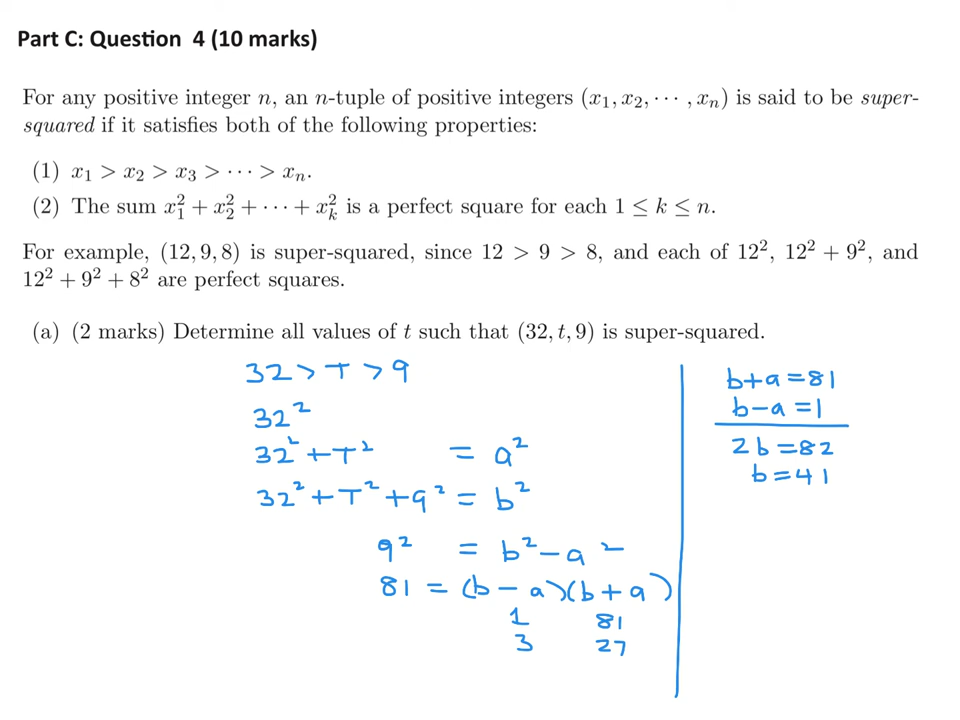 Part C: Question 4 (10 marks)
For any positive integer n, an n-tuple of positive integers (x₁, x₂, ⋯ , xₙ) is said to be super-
squared if it satisfies both of the following properties:
(1) x₁ > x₂ > x₃ > ⋯ > xₙ.
(2) The sum x₁² + x₂² + ⋯ + xₖ² is a perfect square for each 1 ≤ k ≤ n.
For example, (12, 9, 8) is super-squared, since 12 > 9 > 8, and each of 12², 12² + 9², and
12² + 9² + 8² are perfect squares.
(a) (2 marks) Determine all values of t such that (32, t, 9) is super-squared.
32 > T > 9
32²
32² + T² = a²
32² + T² + 9² = b²
9² = b² − a²
81 = (b − a)(b + a)
1 81
3 27
b + a = 81
b − a = 1
2b = 82
b = 41